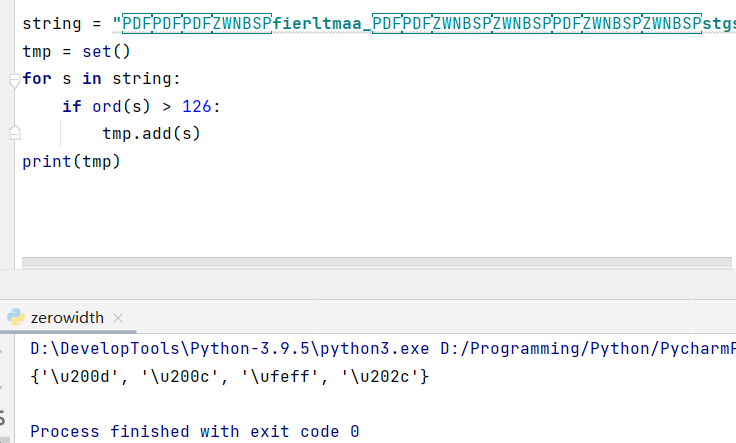 string = "PDFPDFPDFZWNBSPfierltmaa_PDFPDFZWNBSPZWNBSPPDFZWNBSPZWNBSPstgs
tmp = set()
for s in string:
    if ord(s) > 126:
        tmp.add(s)
print(tmp)
zerowidth
D:\DevelopTools\Python-3.9.5\python3.exe D:/Programming/Python/Pycharm
{'\u200d', '\u200c', '\ufeff', '\u202c'}
Process finished with exit code 0